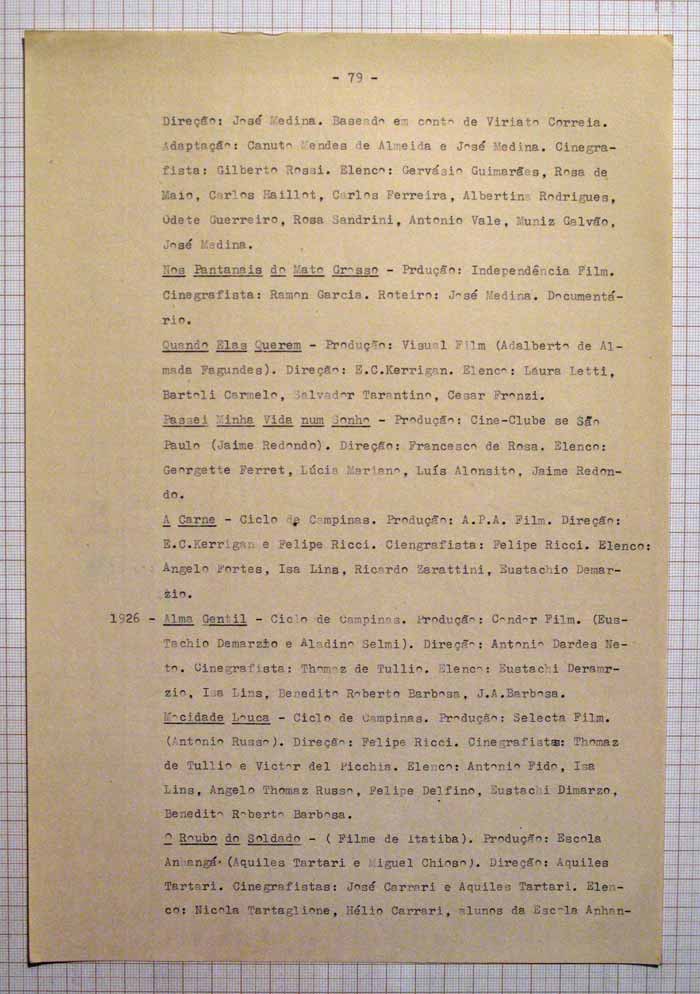 - 79 -
Direção: José Medina. Baseado em conto de Viriato Correia.
Adaptação: Canuto Mendes de Almeida e José Medina. Cinegra-
fista: Gilberto Rossi. Elenco: Gervásio Guimarães, Rosa de
Maio, Carlos Haillot, Carlos Ferreira, Albertina Rodrigues,
Odete Guerreiro, Rosa Sandrini, Antonio Vale, Muniz Galvão,
José Medina.
Nos Pantanais do Mato Grosso - Prdução: Independência Film.
Cinegrafista: Ramon Garcia. Roteiro: José Medina. Documentá-
rio.
Quando Elas Querem - Produção: Visual Film (Adalberto de Al-
mada Fagundes). Direção: E.C.Kerrigan. Elenco: Laura Letti,
Bartoli Carmelo, Salvador Tarantino, Cesar Fronzi.
Passei Minha Vida num Sonho - Produção: Cine-Clube se São
Paulo (Jaime Redondo). Direção: Francesco de Rosa. Elenco:
Georgette Ferret, Lúcia Mariano, Luís Alonsito, Jaime Redon-
do.
A Carne - Ciclo de Campinas. Produção: A.P.A. Film. Direção:
E.C.Kerrigan e Felipe Ricci. Ciengrafista: Felipe Ricci. Elenco:
Ângelo Fortes, Isa Lins, Ricardo Zarattini, Eustachio Demar-
zio.
1926 - Alma Gentil - Ciclo de Campinas. Produção: Condor Film. (Eus-
Tachio Demarzio e Aladino Selmi). Direção: Antonio Dardes Ne-
to. Cinegrafista: Thomaz de Tullio. Elenco: Eustachi Deramr-
zio, Isa Lins, Benedito Roberto Barbosa, J.A.Barbosa.
Mocidade Louca - Ciclo de Campinas. Produção: Selecta Film.
(Antonio Russo). Direção: Felipe Ricci. Cinegrafistas: Thomaz
de Tullio e Victor del Picchia. Elenco: Antonio Fido, Isa
Lins, Angelo Thomaz Russo, Felipe Delfino, Eustachi Dimarzo,
Benedito Roberto Barbosa.
O Roubo do Soldado - ( Filme de Itatiba). Produção: Escola
Anhangá (Aquiles Tartari e Miguel Chioso). Direção: Aquiles
Tartari. Cinegrafistas: José Carrari e Aquiles Tartari. Elen-
co: Nicola Tartaglione, Hélio Carrari, alunos da Escola Anhan-